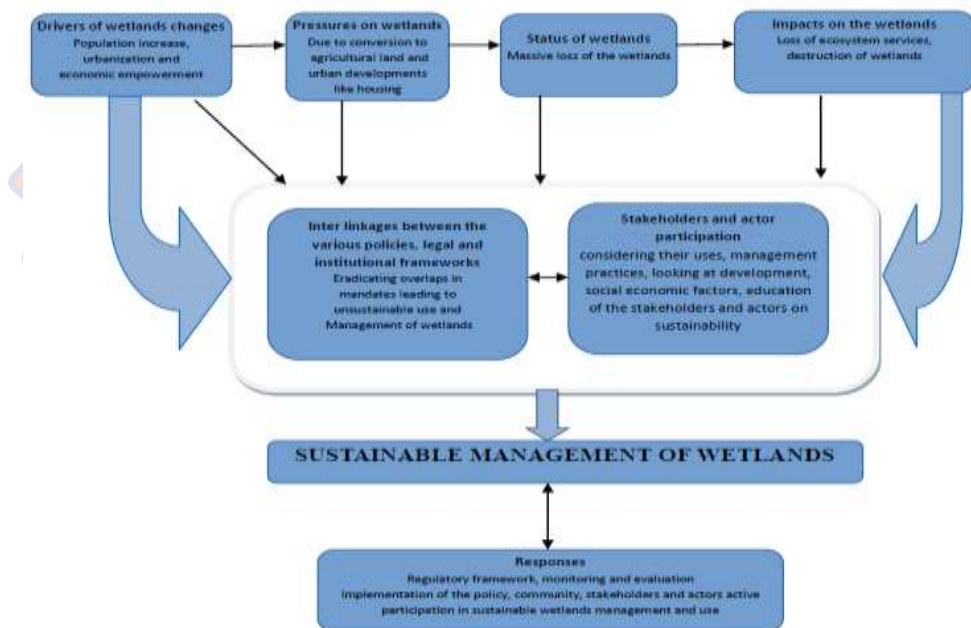 Drivers of wetlands changes
Population increase,
urbanization and
economic empowerment
Pressures on wetlands
Due to conversion to
agricultural land and
urban developments
like housing
Status of wetlands
Massive loss of the wetlands
Impacts on the wetlands
Loss of ecosystem services,
destruction of wetlands
Inter linkages between the
various policies, legal and
institutional frameworks
Eradicating overlaps in
mandates leading to
unsustainable use and
Management of wetlands
Stakeholders and actor
participation
considering their uses, management
practices, looking at development,
social economic factors, education
of the stakeholders and actors on
sustainability
SUSTAINABLE MANAGEMENT OF WETLANDS
Responses
Regulatory framework, monitoring and evaluation
Implementation of the policy, community, stakeholders and actors active
participation in sustainable wetlands management and use